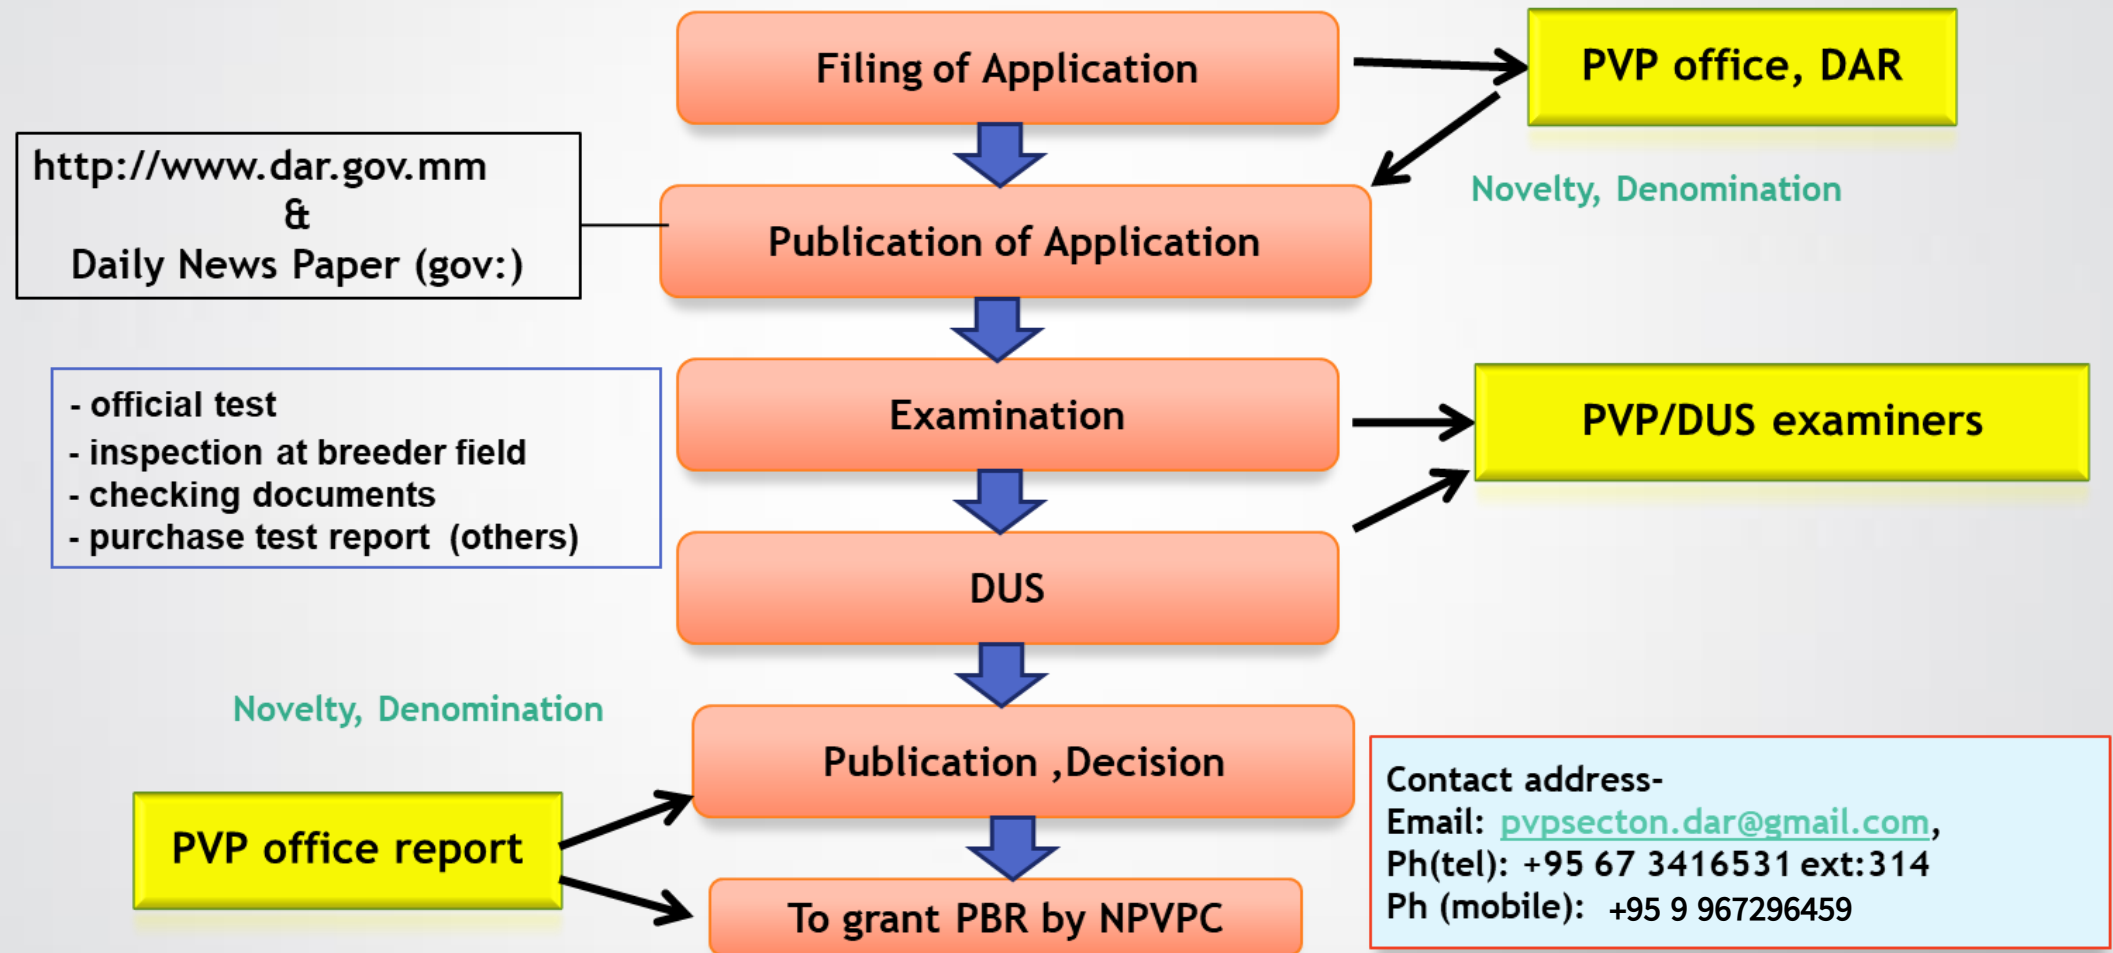 Filing of Application
PVP office, DAR
http://www.dar.gov.mm
&
Daily News Paper (gov:)
Novelty, Denomination
Publication of Application
- official test
- inspection at breeder field
- checking documents
- purchase test report (others)
Examination
PVP/DUS examiners
DUS
Novelty, Denomination
Publication ,Decision
PVP office report
To grant PBR by NPVPC
Contact address-
Email: pvpsecton.dar@gmail.com,
Ph(tel): +95 67 3416531 ext:314
Ph (mobile): +95 9 967296459